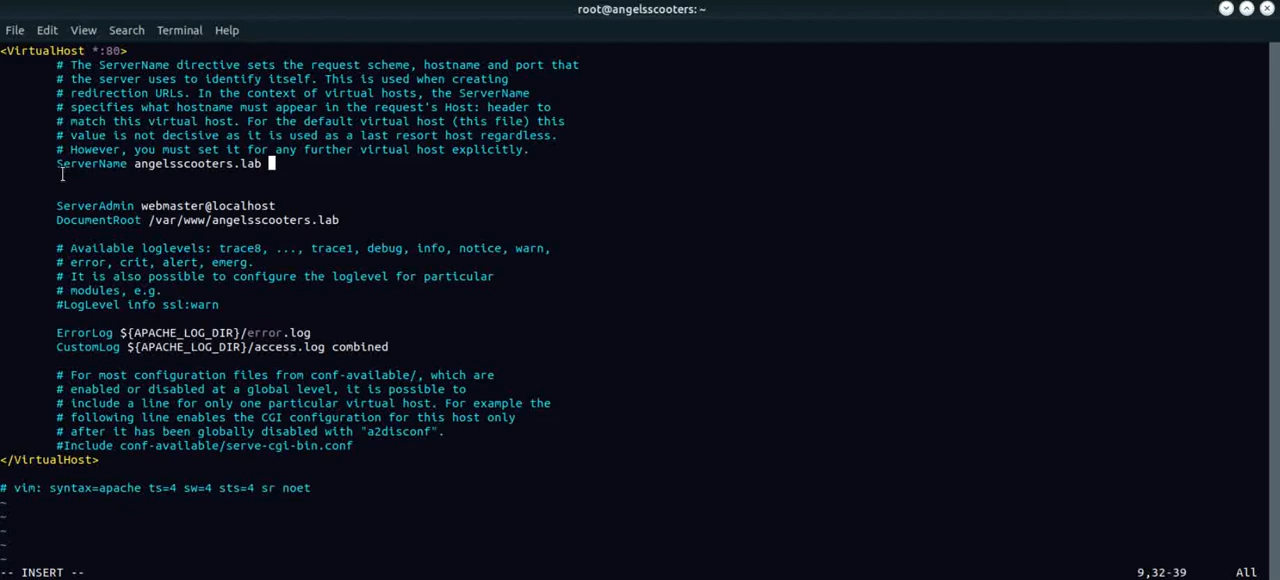 root@angelsscooters: ~
File Edit View Search Terminal Help
<VirtualHost *:80>
# The ServerName directive sets the request scheme, hostname and port that
# the server uses to identify itself. This is used when creating
# redirection URLs. In the context of virtual hosts, the ServerName
# specifies what hostname must appear in the request's Host: header to
# match this virtual host. For the default virtual host (this file) this
# value is not decisive as it is used as a last resort host regardless.
# However, you must set it for any further virtual host explicitly.
ServerName angelsscooters.lab
ServerAdmin webmaster@localhost
DocumentRoot /var/www/angelsscooters.lab
# Available loglevels: trace8, ..., trace1, debug, info, notice, warn,
# error, crit, alert, emerg.
# It is also possible to configure the loglevel for particular
# modules, e.g.
#LogLevel info ssl:warn
ErrorLog ${APACHE_LOG_DIR}/error.log
CustomLog ${APACHE_LOG_DIR}/access.log combined
# For most configuration files from conf-available/, which are
# enabled or disabled at a global level, it is possible to
# include a line for only one particular virtual host. For example the
# following line enables the CGI configuration for this host only
# after it has been globally disabled with "a2disconf".
#Include conf-available/serve-cgi-bin.conf
</VirtualHost>
# vim: syntax=apache ts=4 sw=4 sts=4 sr noet
~
~
~
~
~
-- INSERT -- 9,32-39 All